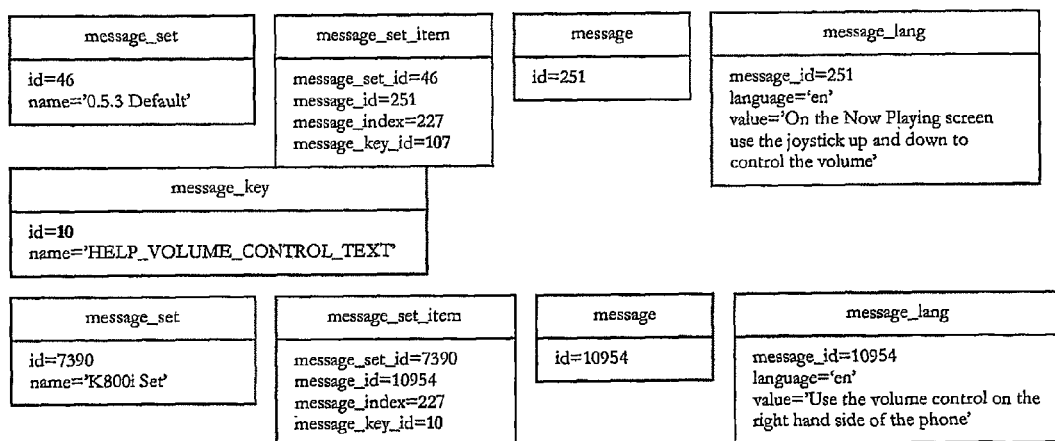 message_set
id=46
name='0.5.3 Default'
message_set_item
message_set_id=46
message_id=251
message_index=227
message_key_id=107
message
id=251
message_lang
message_id=251
language='en'
value='On the Now Playing screen
use the joystick up and down to
control the volume'
message_key
id=10
name='HELP_VOLUME_CONTROL_TEXT'
message_set
id=7390
name='K800i Set'
message_set_item
message_set_id=7390
message_id=10954
message_index=227
message_key_id=10
message
id=10954
message_lang
message_id=10954
language='en'
value='Use the volume control on the
right hand side of the phone'